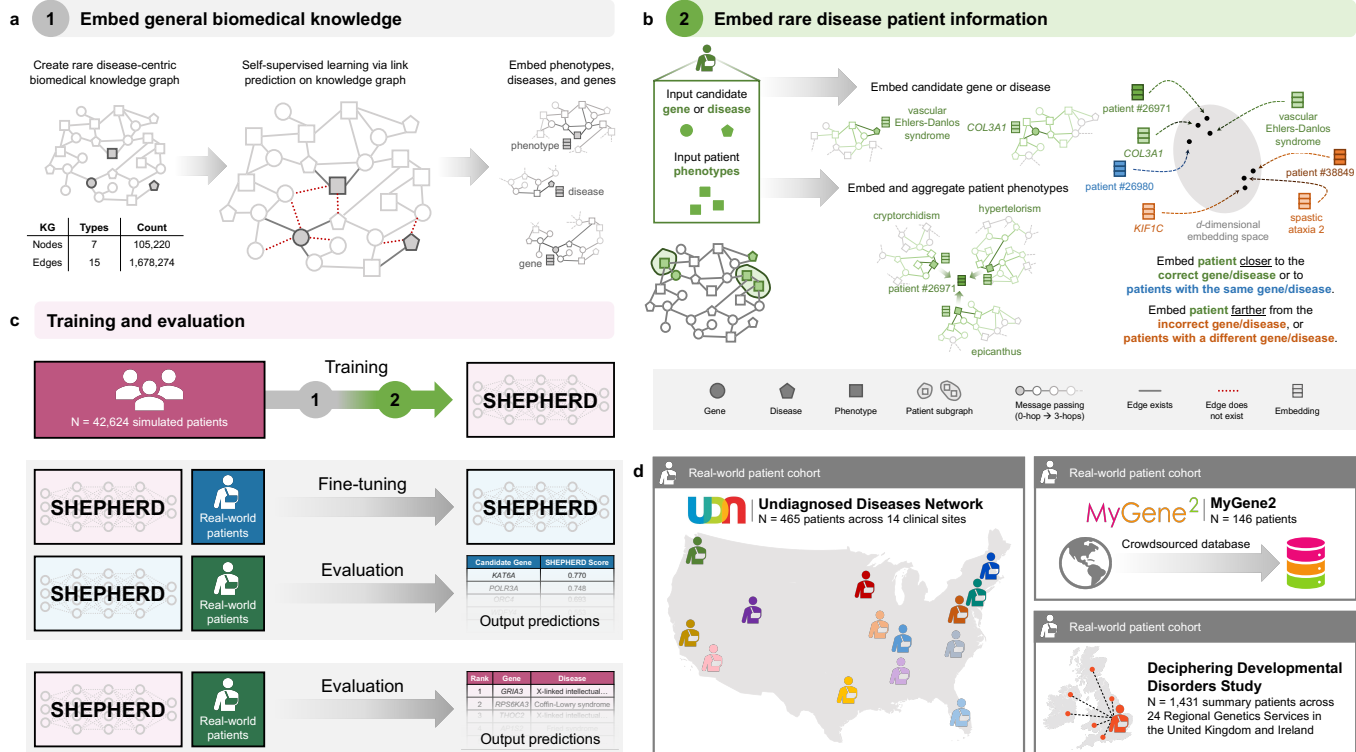 a
1
Embed general biomedical knowledge
Create rare disease-centric
biomedical knowledge graph
Self-supervised learning via link
prediction on knowledge graph
Embed phenotypes,
diseases, and genes
phenotype
disease
gene
KG Types Count
Nodes 7 105,220
Edges 15 1,678,274
b
2
Embed rare disease patient information
Input candidate
gene or disease
Input patient
phenotypes
Embed candidate gene or disease
vascular
Ehlers-Danlos
syndrome
COL3A1
Embed and aggregate patient phenotypes
cryptorchidism
hypertelorism
patient #26971
epicanthus
patient #26971
COL3A1
patient #26980
KIF1C
vascular
Ehlers-Danlos
syndrome
patient #38849
spastic
ataxia 2
d-dimensional
embedding space
Embed patient closer to the
correct gene/disease or to
patients with the same gene/disease.
Embed patient farther from the
incorrect gene/disease, or
patients with a different gene/disease.
Gene
Disease
Phenotype
Patient subgraph
Message passing
(0-hop → 3-hops)
Edge exists
Edge does
not exist
Embedding
c
Training and evaluation
N = 42,624 simulated patients
Training
1
2
SHEPHERD
SHEPHERD
Real-world
patients
Fine-tuning
SHEPHERD
SHEPHERD
Real-world
patients
Evaluation
Candidate Gene SHEPHERD Score
KAT6A 0.770
POLR3A 0.748
Output predictions
SHEPHERD
Real-world
patients
Evaluation
Rank Gene Disease
1 GRIA3 X-linked intellectual...
2 RPS6KA3 Coffin-Lowry syndrome
3 THOC2 X-linked intellectual...
Output predictions
d
Real-world patient cohort
UDN
Undiagnosed Diseases Network
N = 465 patients across 14 clinical sites
Real-world patient cohort
MyGene2
MyGene2
N = 146 patients
Crowdsourced database
Real-world patient cohort
Deciphering Developmental
Disorders Study
N = 1,431 summary patients across
24 Regional Genetics Services in
the United Kingdom and Ireland